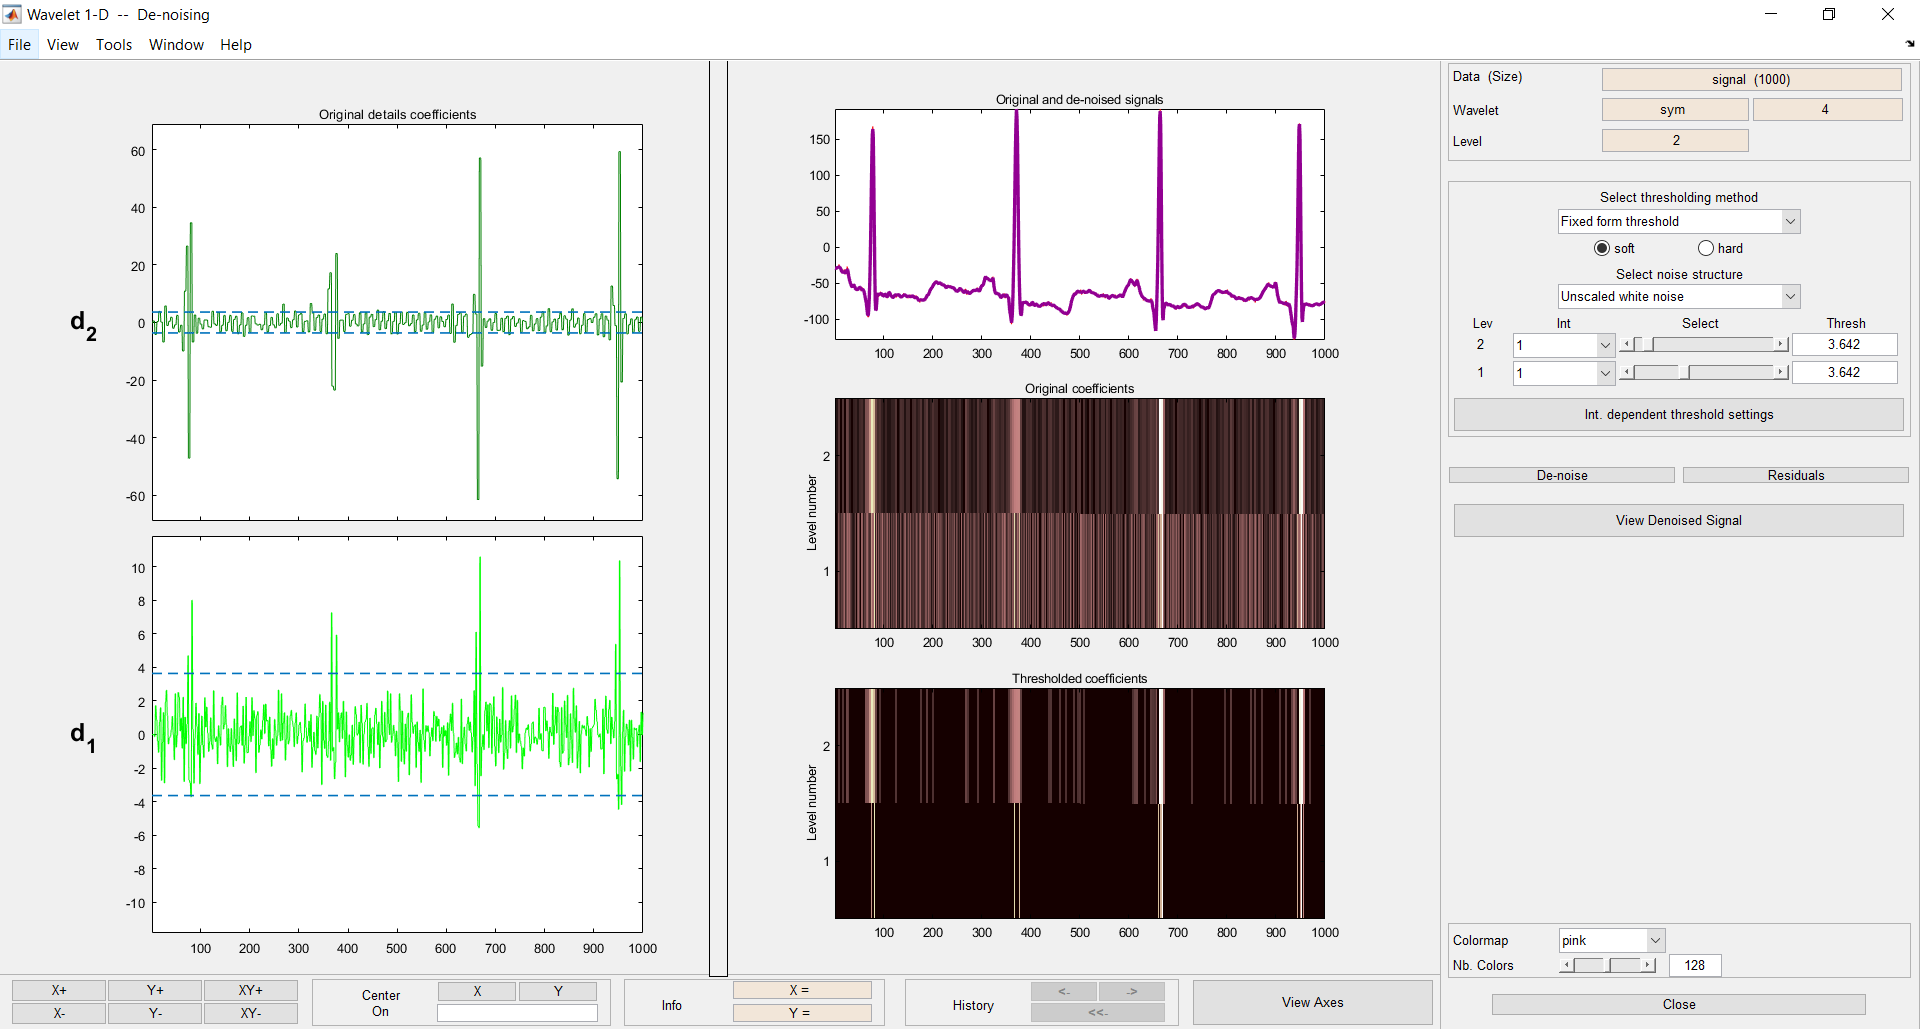 Wavelet 1-D -- De-noising
File View Tools Window Help
Original details coefficients
60
40
20
0
-20
-40
-60
d2
10
8
6
4
2
0
-2
-4
-6
-8
-10
d1
100 200 300 400 500 600 700 800 900 1000
Original and de-noised signals
150
100
50
0
-50
-100
100 200 300 400 500 600 700 800 900 1000
Original coefficients
Level number
2
1
100 200 300 400 500 600 700 800 900 1000
Thresholded coefficients
Level number
2
1
100 200 300 400 500 600 700 800 900 1000
Data (Size) signal (1000)
Wavelet sym 4
Level 2
Select thresholding method
Fixed form threshold
soft hard
Select noise structure
Unscaled white noise
Lev Int Select Thresh
2 1 3.642
1 1 3.642
Int. dependent threshold settings
De-noise Residuals
View Denoised Signal
Colormap pink
Nb. Colors 128
Close
X+ Y+ XY+
X- Y- XY-
Center On X Y
Info X =
Y =
History <- ->
<<-
View Axes